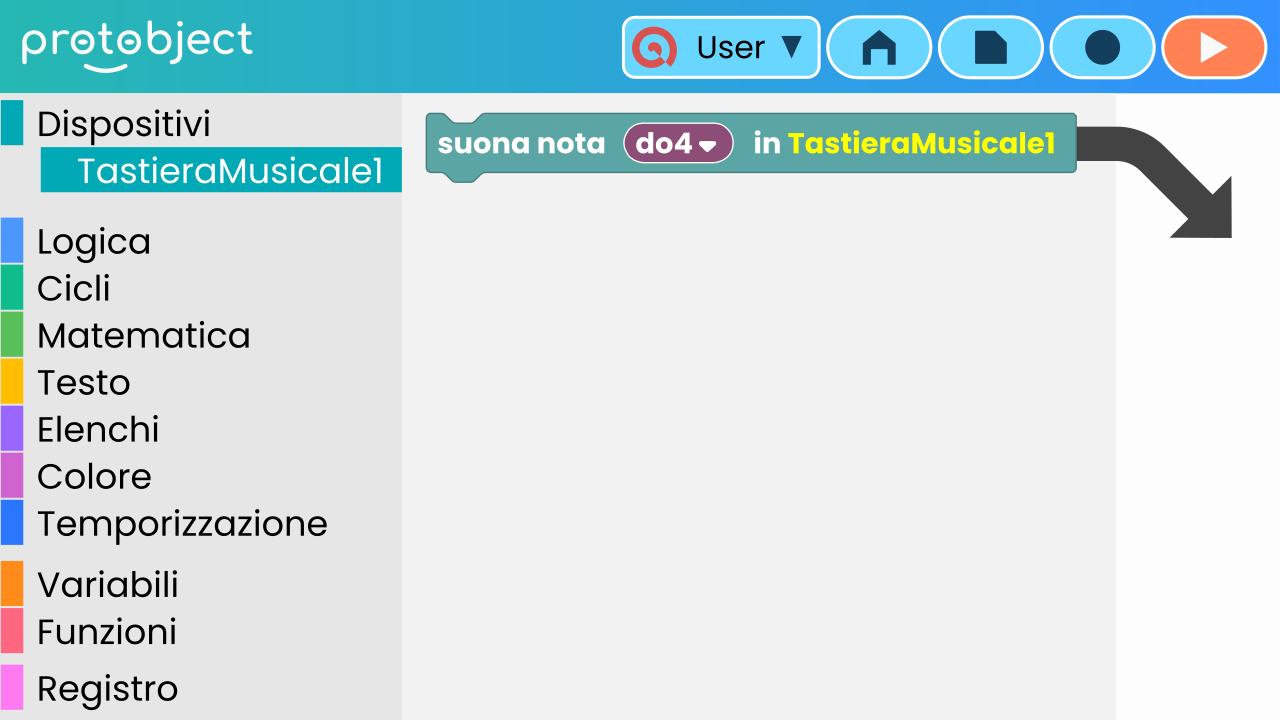 protobject
User
Dispositivi
TastieraMusicale1
Logica
Cicli
Matematica
Testo
Elenchi
Colore
Temporizzazione
Variabili
Funzioni
Registro
suona nota do4 in TastieraMusicale1